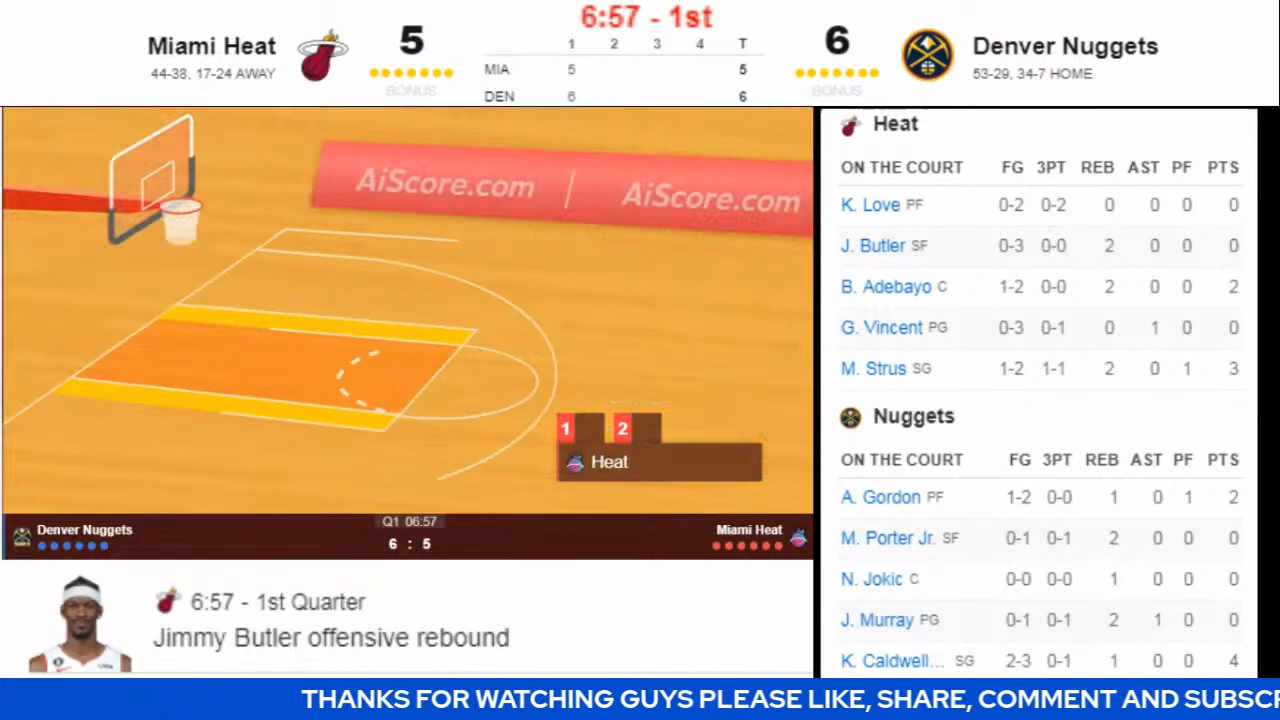 6:57 - 1st
Miami Heat
44-38, 17-24 AWAY
5
BONUS
1 2 3 4 T
MIA 5 5
DEN 6 6
6
BONUS
Denver Nuggets
53-29, 34-7 HOME
AiScore.com | AiScore.com
1 2
Heat
Denver Nuggets
Q1 06:57
6 : 5
Miami Heat
6:57 - 1st Quarter
Jimmy Butler offensive rebound
Heat
ON THE COURT FG 3PT REB AST PF PTS
K. Love PF 0-2 0-2 0 0 0 0
J. Butler SF 0-3 0-0 2 0 0 0
B. Adebayo C 1-2 0-0 2 0 0 2
G. Vincent PG 0-3 0-1 0 1 0 0
M. Strus SG 1-2 1-1 2 0 1 3
Nuggets
ON THE COURT FG 3PT REB AST PF PTS
A. Gordon PF 1-2 0-0 1 0 1 2
M. Porter Jr. SF 0-1 0-1 2 0 0 0
N. Jokic C 0-0 0-0 1 0 0 0
J. Murray PG 0-1 0-1 2 1 0 0
K. Caldwell... SG 2-3 0-1 1 0 0 4
THANKS FOR WATCHING GUYS PLEASE LIKE, SHARE, COMMENT AND SUBSC